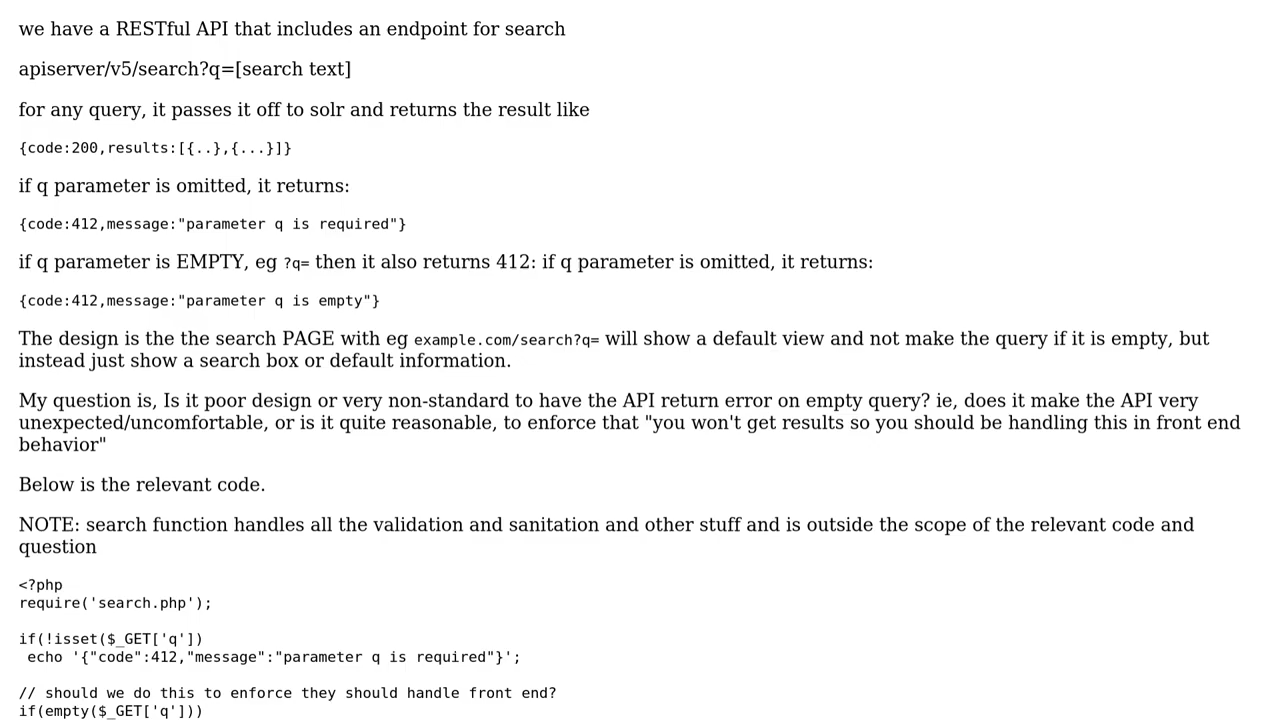 we have a RESTful API that includes an endpoint for search
apiserver/v5/search?q=[search text]
for any query, it passes it off to solr and returns the result like
{code:200,results:[{..},{...}]}
if q parameter is omitted, it returns:
{code:412,message:"parameter q is required"}
if q parameter is EMPTY, eg ?q= then it also returns 412: if q parameter is omitted, it returns:
{code:412,message:"parameter q is empty"}
The design is the the search PAGE with eg example.com/search?q= will show a default view and not make the query if it is empty, but
instead just show a search box or default information.
My question is, Is it poor design or very non-standard to have the API return error on empty query? ie, does it make the API very
unexpected/uncomfortable, or is it quite reasonable, to enforce that "you won't get results so you should be handling this in front end
behavior"
Below is the relevant code.
NOTE: search function handles all the validation and sanitation and other stuff and is outside the scope of the relevant code and
question
<?php
require('search.php');
if(!isset($_GET['q'])
 echo '{"code":412,"message":"parameter q is required"}';
// should we do this to enforce they should handle front end?
if(empty($_GET['q']))